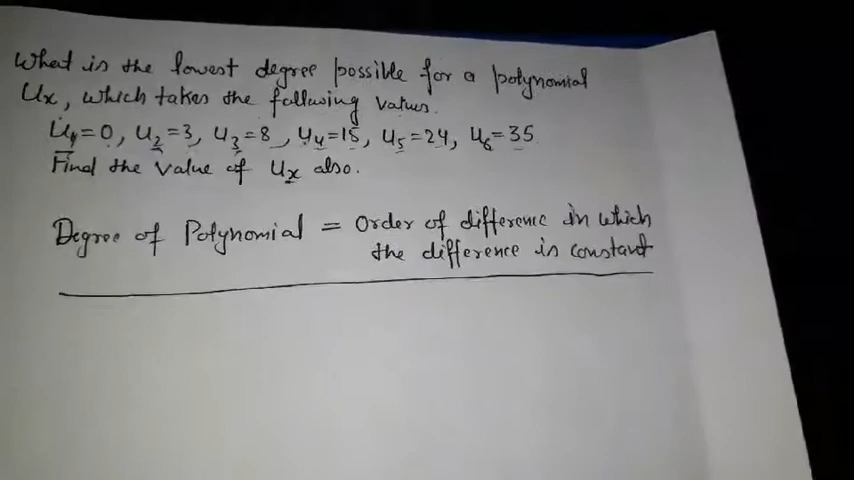 What is the lowest degree possible for a polynomial
Ux, which takes the following values.
U1=0, U2=3, U3=8, U4=15, U5=24, U6=35
Find the value of Ux also.
Degree of Polynomial = Order of difference in which
the difference is constant